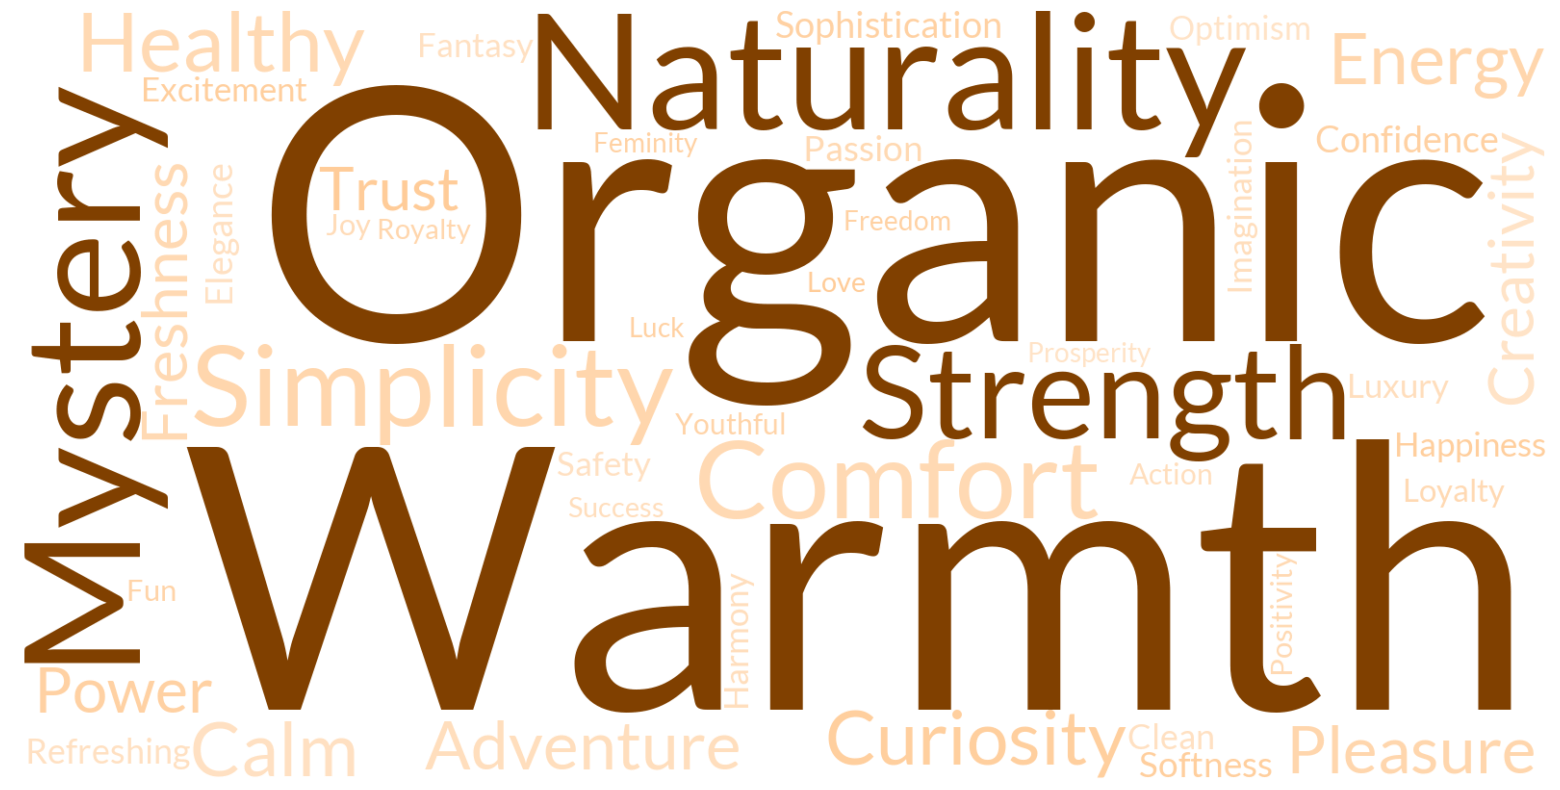 Healthy
Fantasy
Naturality
Sophistication
Optimism
Energy
Excitement
Mystery
Organic
Feminity
Passion
Imagination
Confidence
Freshness
Elegance
Trust
Joy
Royalty
Freedom
Creativity
Love
Luck
Simplicity
Strength
Prosperity
Luxury
Youthful
Warmth
Safety
Comfort
Action
Happiness
Success
Loyalty
Fun
Harmony
Positivity
Power
Refreshing
Calm
Adventure
Curiosity
Clean
Softness
Pleasure